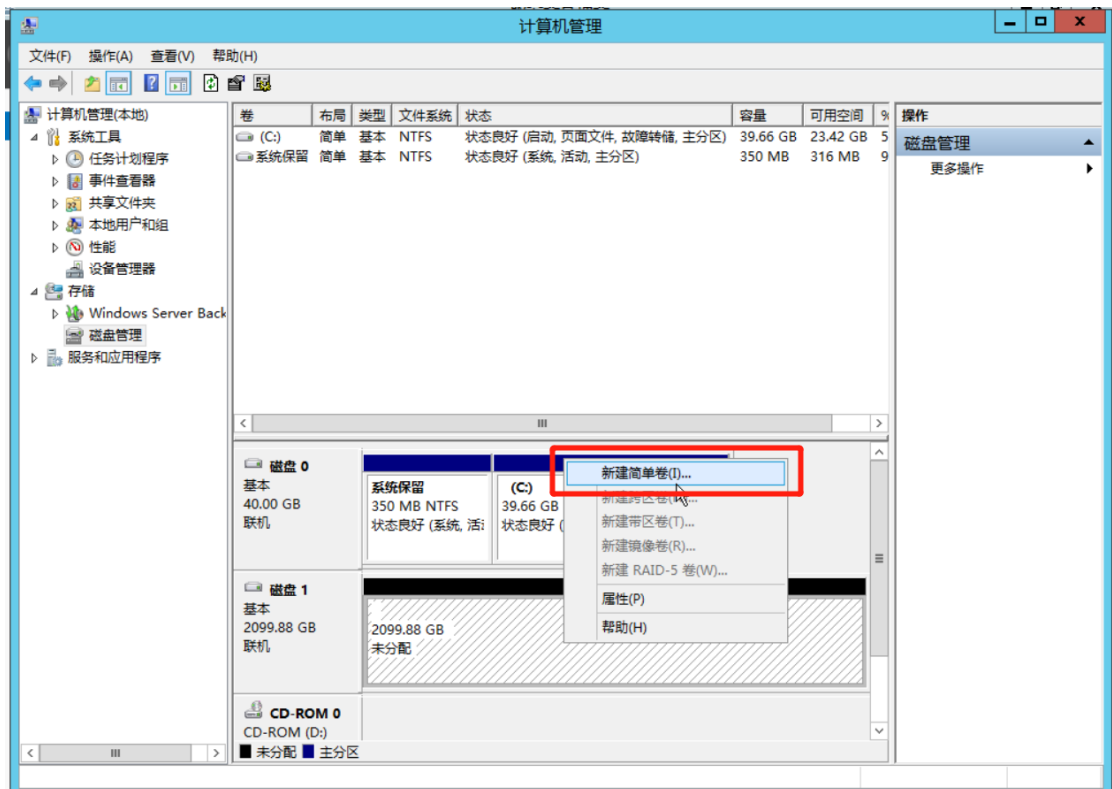 计算机管理
文件(F) 操作(A) 查看(V) 帮助(H)
计算机管理(本地)
系统工具
任务计划程序
事件查看器
共享文件夹
本地用户和组
性能
设备管理器
存储
Windows Server Back
磁盘管理
服务和应用程序
卷 布局 类型 文件系统 状态 容量 可用空间 %
(C:) 简单 基本 NTFS 状态良好 (启动, 页面文件, 故障转储, 主分区) 39.66 GB 23.42 GB 5
系统保留 简单 基本 NTFS 状态良好 (系统, 活动, 主分区) 350 MB 316 MB 9
磁盘 0
基本
40.00 GB
联机
系统保留
350 MB NTFS
状态良好 (系统, 活
(C:)
39.66 GB
状态良好 (
新建简单卷(I)...
新建跨区卷
新建带区卷(T)...
新建镜像卷(R)...
新建 RAID-5 卷(W)...
属性(P)
帮助(H)
磁盘 1
基本
2099.88 GB
联机
2099.88 GB
未分配
CD-ROM 0
CD-ROM (D:)
未分配 主分区
操作
磁盘管理
更多操作